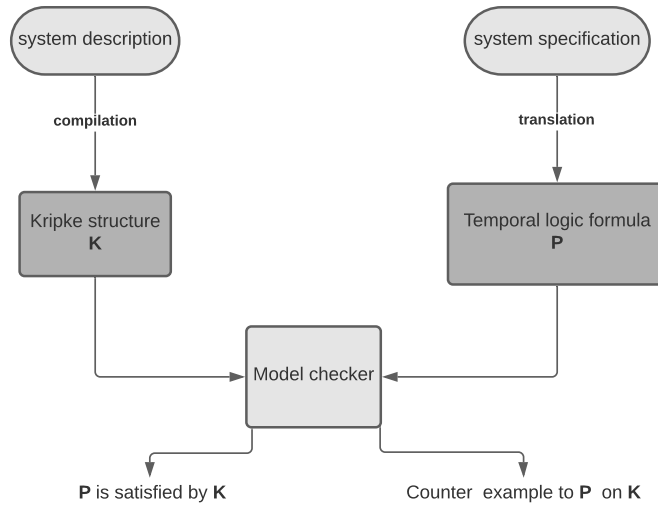 system description
system specification
compilation
translation
Kripke structure
K
Temporal logic formula
P
Model checker
P is satisfied by K
Counter example to P on K